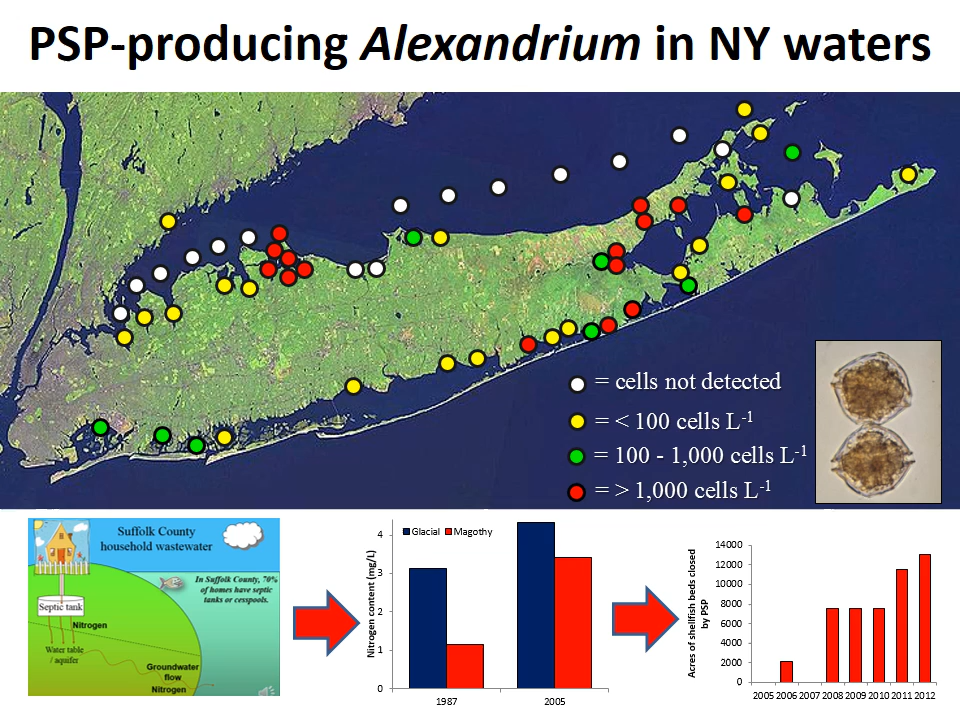 PSP-producing Alexandrium in NY waters
= cells not detected
= < 100 cells L-1
= 100 - 1,000 cells L-1
= > 1,000 cells L-1
Suffolk County
household wastewater
In Suffolk County, 70%
of homes have septic
tanks or cesspools.
Septic tank
Nitrogen
Water table
/ aquifer
Groundwater
flow
Nitrogen
Nitrogen content (mg/L)
Glacial Magothy
4
3
2
1
0
1987 2005
Acres of shellfish beds closed
by PSP
14000
12000
10000
8000
6000
4000
2000
0
2005 2006 2007 2008 2009 2010 2011 2012